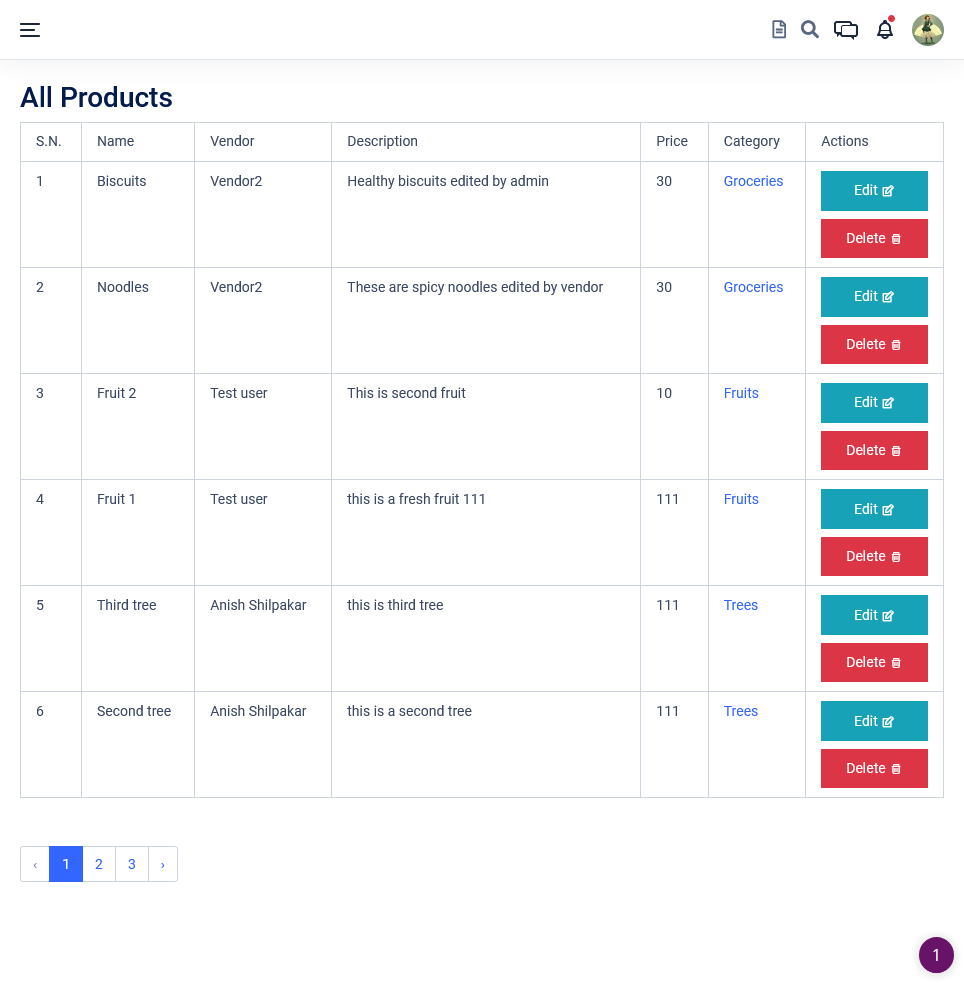 All Products
S.N. Name Vendor Description Price Category Actions
1 Biscuits Vendor2 Healthy biscuits edited by admin 30 Groceries Edit
Delete
2 Noodles Vendor2 These are spicy noodles edited by vendor 30 Groceries Edit
Delete
3 Fruit 2 Test user This is second fruit 10 Fruits Edit
Delete
4 Fruit 1 Test user this is a fresh fruit 111 111 Fruits Edit
Delete
5 Third tree Anish Shilpakar this is third tree 111 Trees Edit
Delete
6 Second tree Anish Shilpakar this is a second tree 111 Trees Edit
Delete
‹ 1 2 3 ›
1